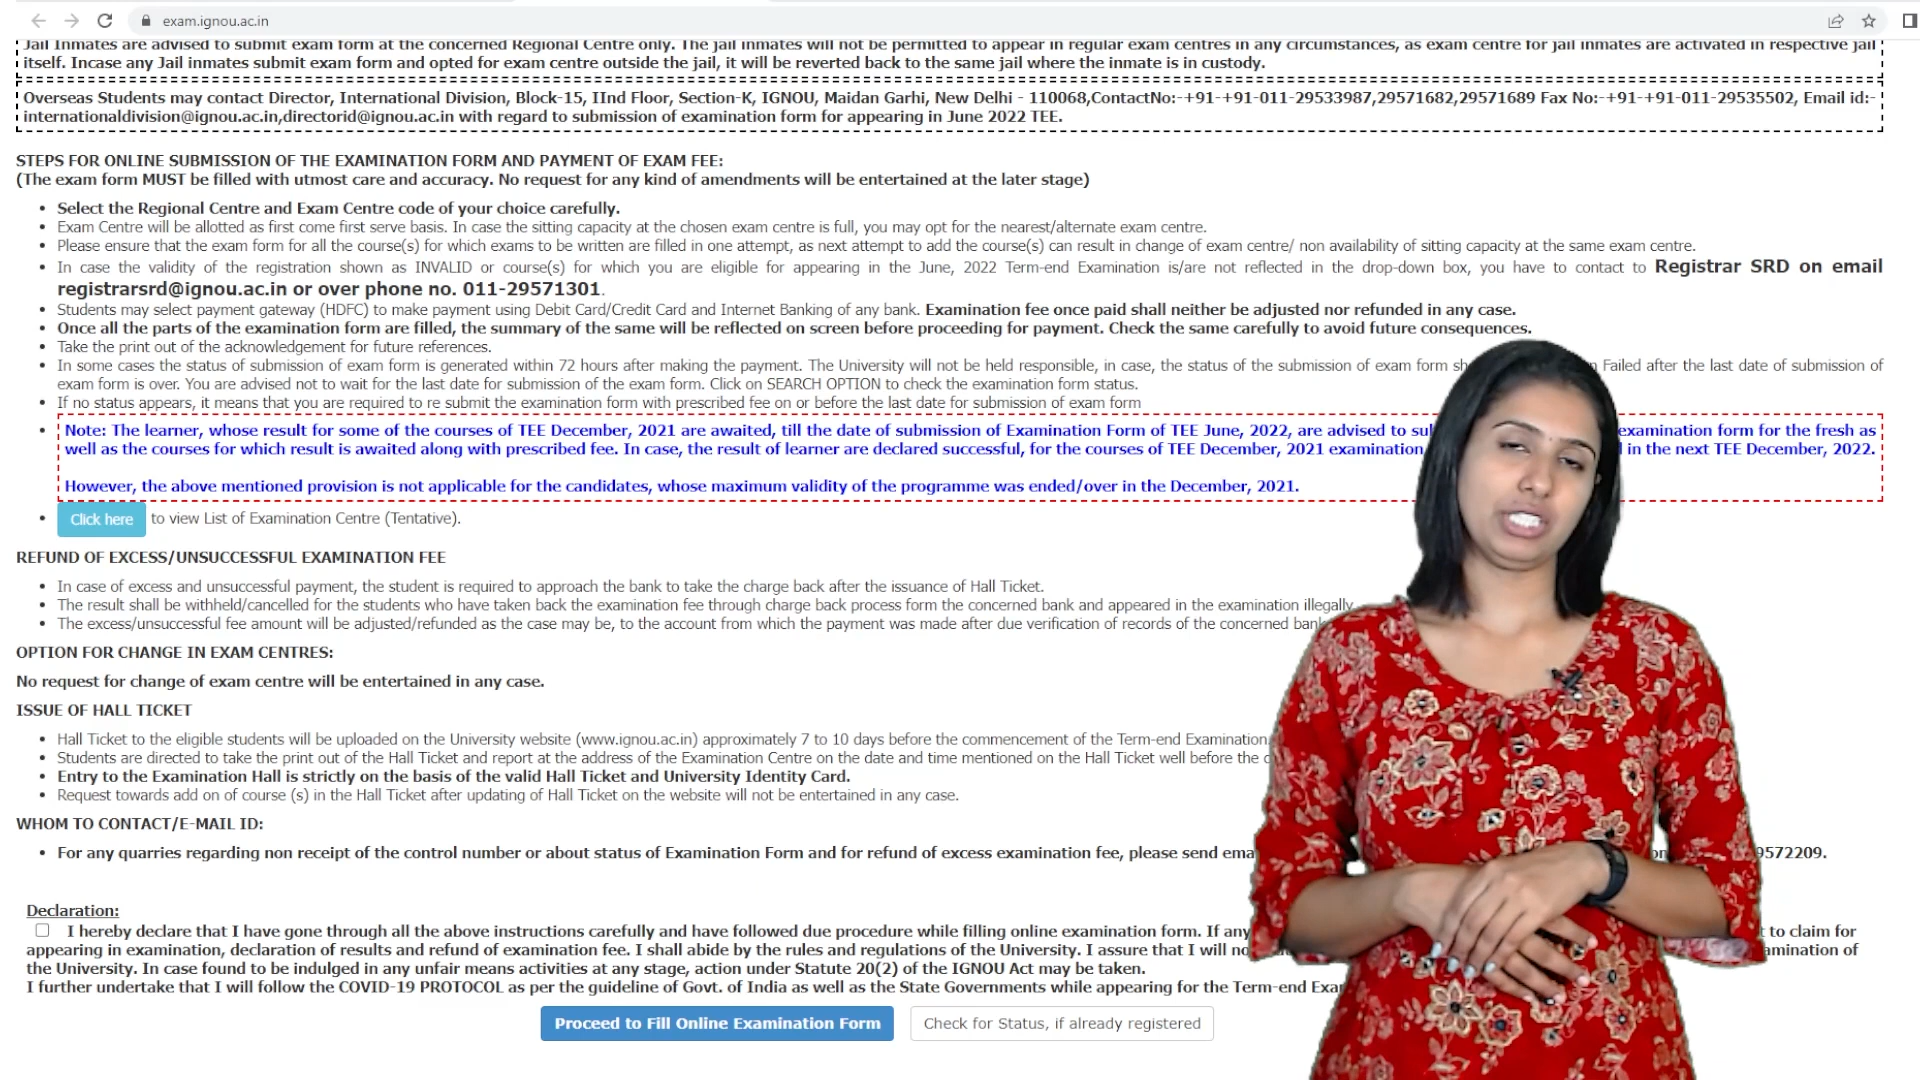 exam.ignou.ac.in
Jail Inmates are advised to submit exam form at the concerned Regional Centre only. The jail inmates will not be permitted to appear in regular exam centres in any circumstances, as exam centre for jail inmates are activated in respective jail
itself. Incase any Jail inmates submit exam form and opted for exam centre outside the jail, it will be reverted back to the same jail where the inmate is in custody.
Overseas Students may contact Director, International Division, Block-15, IInd Floor, Section-K, IGNOU, Maidan Garhi, New Delhi - 110068,ContactNo:-+91-+91-011-29533987,29571682,29571689 Fax No:-+91-+91-011-29535502, Email id:-
internationaldivision@ignou.ac.in,directorid@ignou.ac.in with regard to submission of examination form for appearing in June 2022 TEE.
STEPS FOR ONLINE SUBMISSION OF THE EXAMINATION FORM AND PAYMENT OF EXAM FEE:
(The exam form MUST be filled with utmost care and accuracy. No request for any kind of amendments will be entertained at the later stage)
• Select the Regional Centre and Exam Centre code of your choice carefully.
• Exam Centre will be allotted as first come first serve basis. In case the sitting capacity at the chosen exam centre is full, you may opt for the nearest/alternate exam centre.
• Please ensure that the exam form for all the course(s) for which exams to be written are filled in one attempt, as next attempt to add the course(s) can result in change of exam centre/ non availability of sitting capacity at the same exam centre.
• In case the validity of the registration shown as INVALID or course(s) for which you are eligible for appearing in the June, 2022 Term-end Examination is/are not reflected in the drop-down box, you have to contact to Registrar SRD on email
registrarsrd@ignou.ac.in or over phone no. 011-29571301.
• Students may select payment gateway (HDFC) to make payment using Debit Card/Credit Card and Internet Banking of any bank. Examination fee once paid shall neither be adjusted nor refunded in any case.
• Once all the parts of the examination form are filled, the summary of the same will be reflected on screen before proceeding for payment. Check the same carefully to avoid future consequences.
• Take the print out of the acknowledgement for future references.
• In some cases the status of submission of exam form is generated within 72 hours after making the payment. The University will not be held responsible, in case, the status of the submission of exam form Failed after the last date of submission of
exam form is over. You are advised not to wait for the last date for submission of the exam form. Click on SEARCH OPTION to check the examination form status.
• If no status appears, it means that you are required to re submit the examination form with prescribed fee on or before the last date for submission of exam form
• Note: The learner, whose result for some of the courses of TEE December, 2021 are awaited, till the date of submission of Examination Form of TEE June, 2022, are advised to examination form for the fresh as
well as the courses for which result is awaited along with prescribed fee. In case, the result of learner are declared successful, for the courses of TEE December, 2021 examination in the next TEE December, 2022.
However, the above mentioned provision is not applicable for the candidates, whose maximum validity of the programme was ended/over in the December, 2021.
• Click here to view List of Examination Centre (Tentative).
REFUND OF EXCESS/UNSUCCESSFUL EXAMINATION FEE
• In case of excess and unsuccessful payment, the student is required to approach the bank to take the charge back after the issuance of Hall Ticket.
• The result shall be withheld/cancelled for the students who have taken back the examination fee through charge back process form the concerned bank and appeared in the examination illegally
• The excess/unsuccessful fee amount will be adjusted/refunded as the case may be, to the account from which the payment was made after due verification of records of the concerned bank
OPTION FOR CHANGE IN EXAM CENTRES:
No request for change of exam centre will be entertained in any case.
ISSUE OF HALL TICKET
• Hall Ticket to the eligible students will be uploaded on the University website (www.ignou.ac.in) approximately 7 to 10 days before the commencement of the Term-end Examination
• Students are directed to take the print out of the Hall Ticket and report at the address of the Examination Centre on the date and time mentioned on the Hall Ticket well before the
• Entry to the Examination Hall is strictly on the basis of the valid Hall Ticket and University Identity Card.
• Request towards add on of course (s) in the Hall Ticket after updating of Hall Ticket on the website will not be entertained in any case.
WHOM TO CONTACT/E-MAIL ID:
• For any quarries regarding non receipt of the control number or about status of Examination Form and for refund of excess examination fee, please send 9572209.
Declaration:
I hereby declare that I have gone through all the above instructions carefully and have followed due procedure while filling online examination form. If any to claim for
appearing in examination, declaration of results and refund of examination fee. I shall abide by the rules and regulations of the University. I assure that I will of
the University. In case found to be indulged in any unfair means activities at any stage, action under Statute 20(2) of the IGNOU Act may be taken.
I further undertake that I will follow the COVID-19 PROTOCOL as per the guideline of Govt. of India as well as the State Governments while appearing for the Term-end
Proceed to Fill Online Examination Form
Check for Status, if already registered